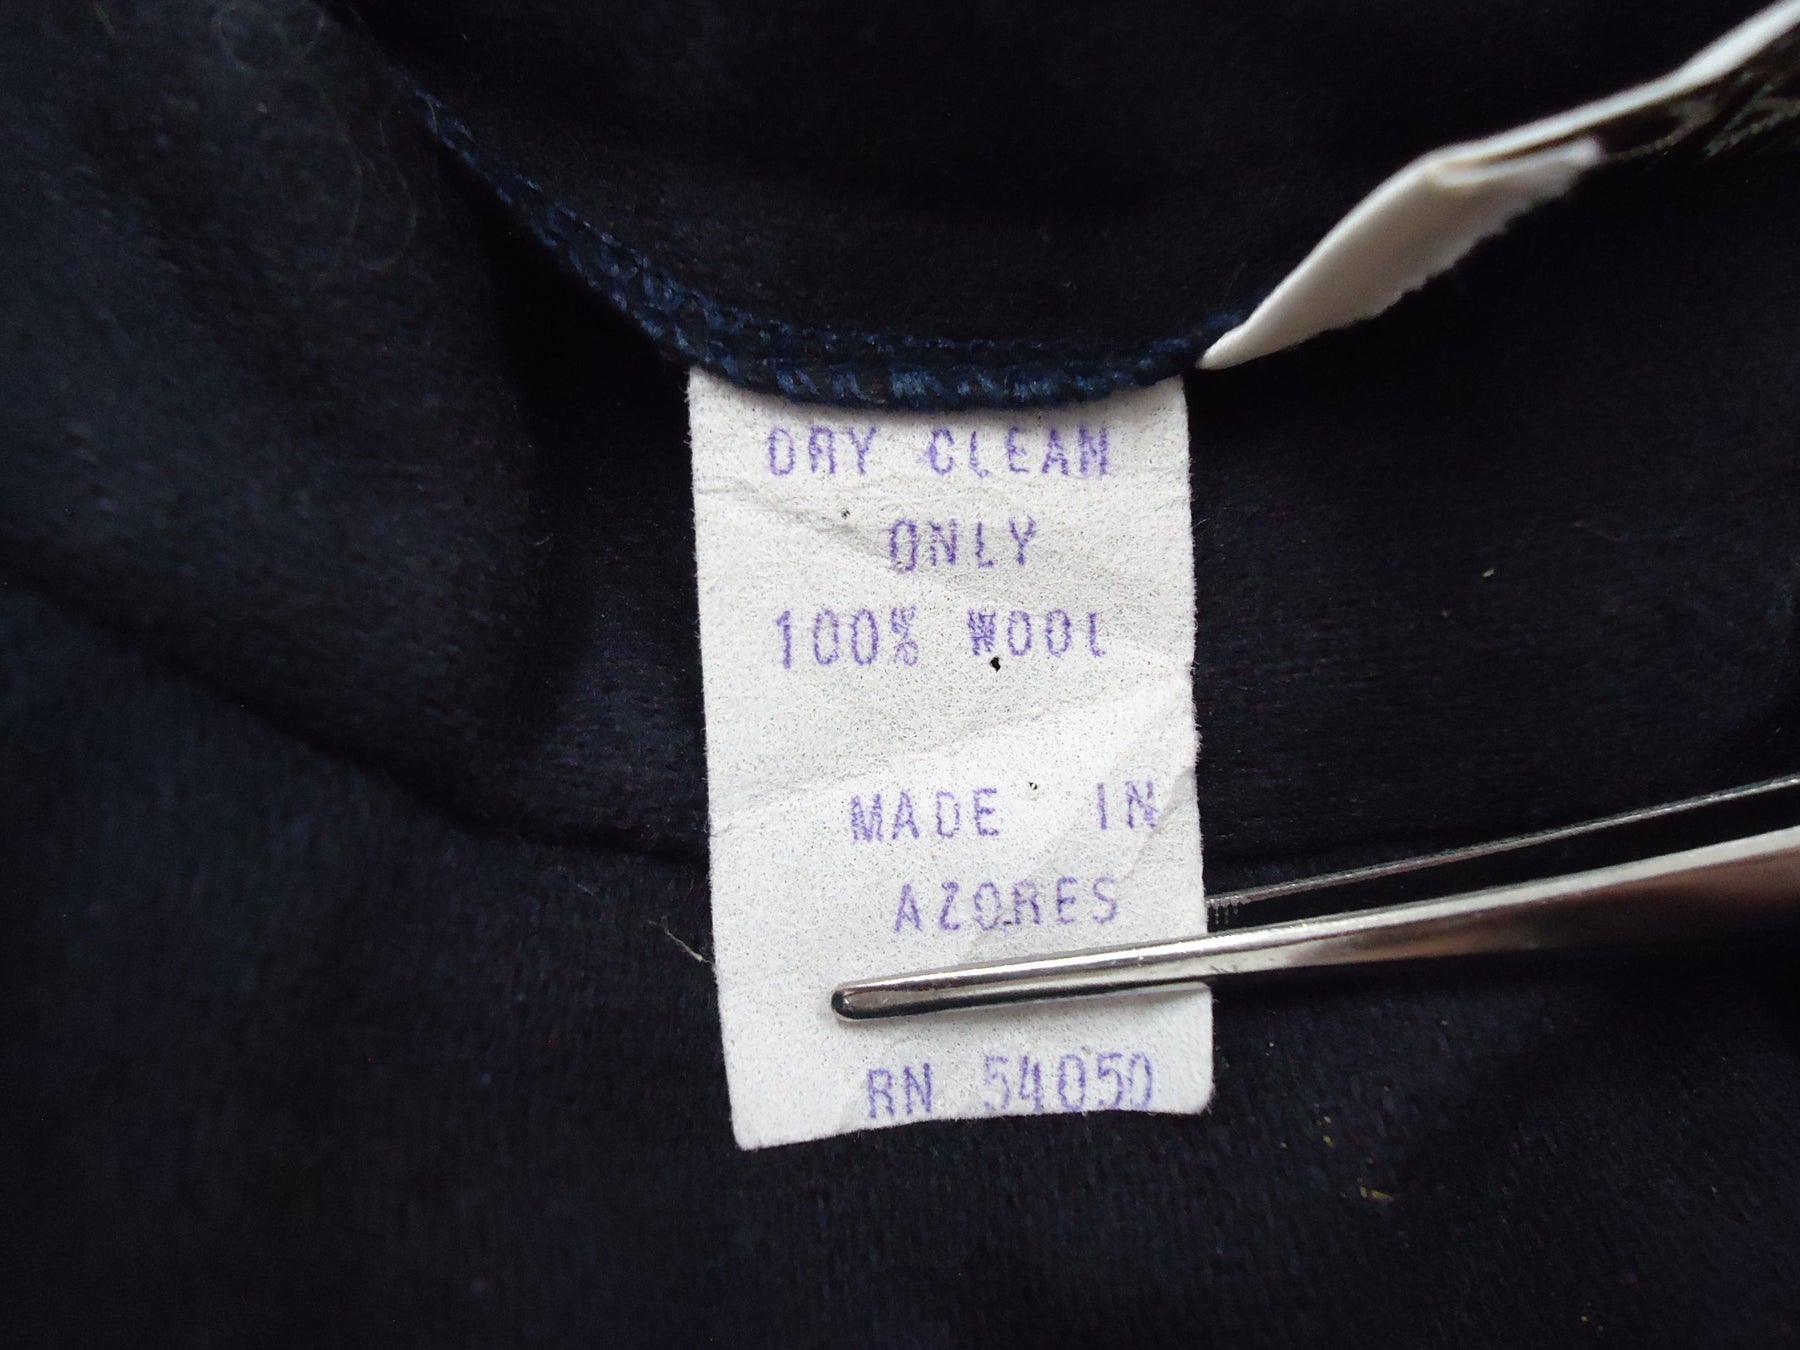 DRY CLEAN
ONLY
100% WOOL
MADE IN
AZORES
RN 54050